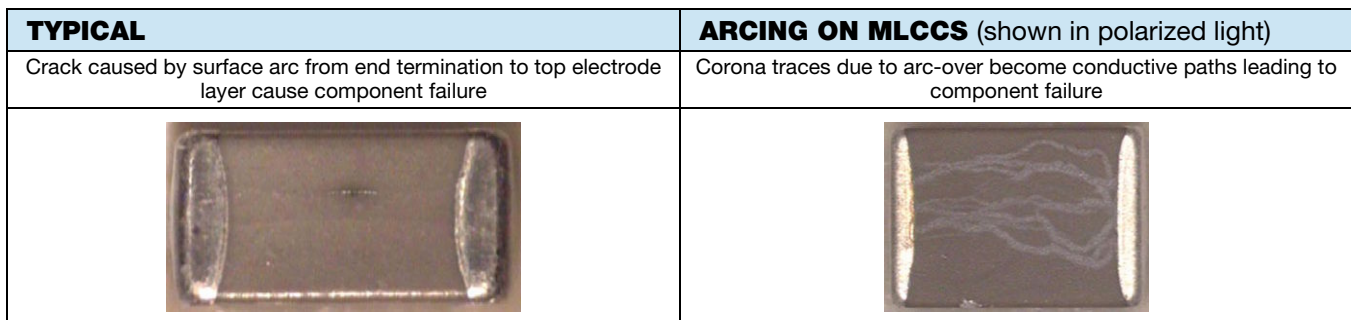 TYPICAL
ARCING ON MLCCS (shown in polarized light)
Crack caused by surface arc from end termination to top electrode
layer cause component failure
Corona traces due to arc-over become conductive paths leading to
component failure